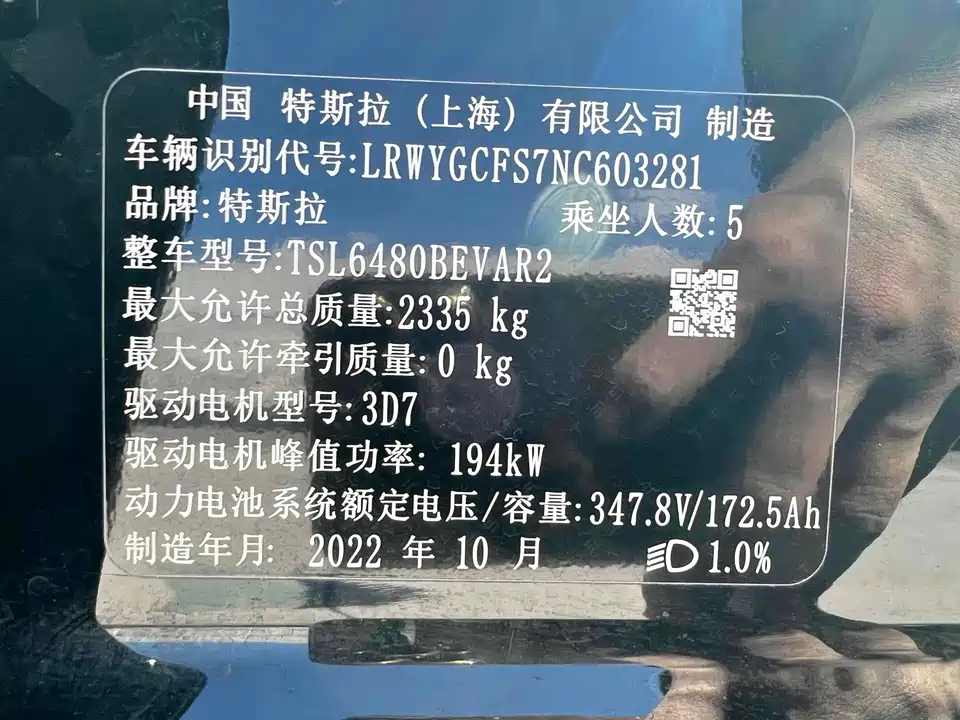 中国 特斯拉（上海）有限公司 制造
车辆识别代号:LRWYGCFS7NC603281
品牌:特斯拉 乘坐人数:5
整车型号:TSL6480BEVAR2
最大允许总质量:2335 kg
最大允许牵引质量:0 kg
驱动电机型号:3D7
驱动电机峰值功率: 194kW
动力电池系统额定电压/容量:347.8V/172.5Ah
制造年月: 2022 年 10 月 1.0%